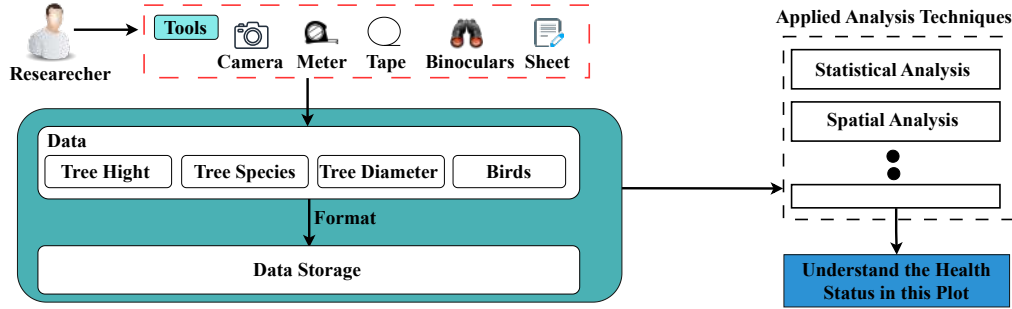 Researecher
Tools
Camera
Meter
Tape
Binoculars
Sheet
Data
Tree Hight
Tree Species
Tree Diameter
Birds
Format
Data Storage
Applied Analysis Techniques
Statistical Analysis
Spatial Analysis
Understand the Health
Status in this Plot